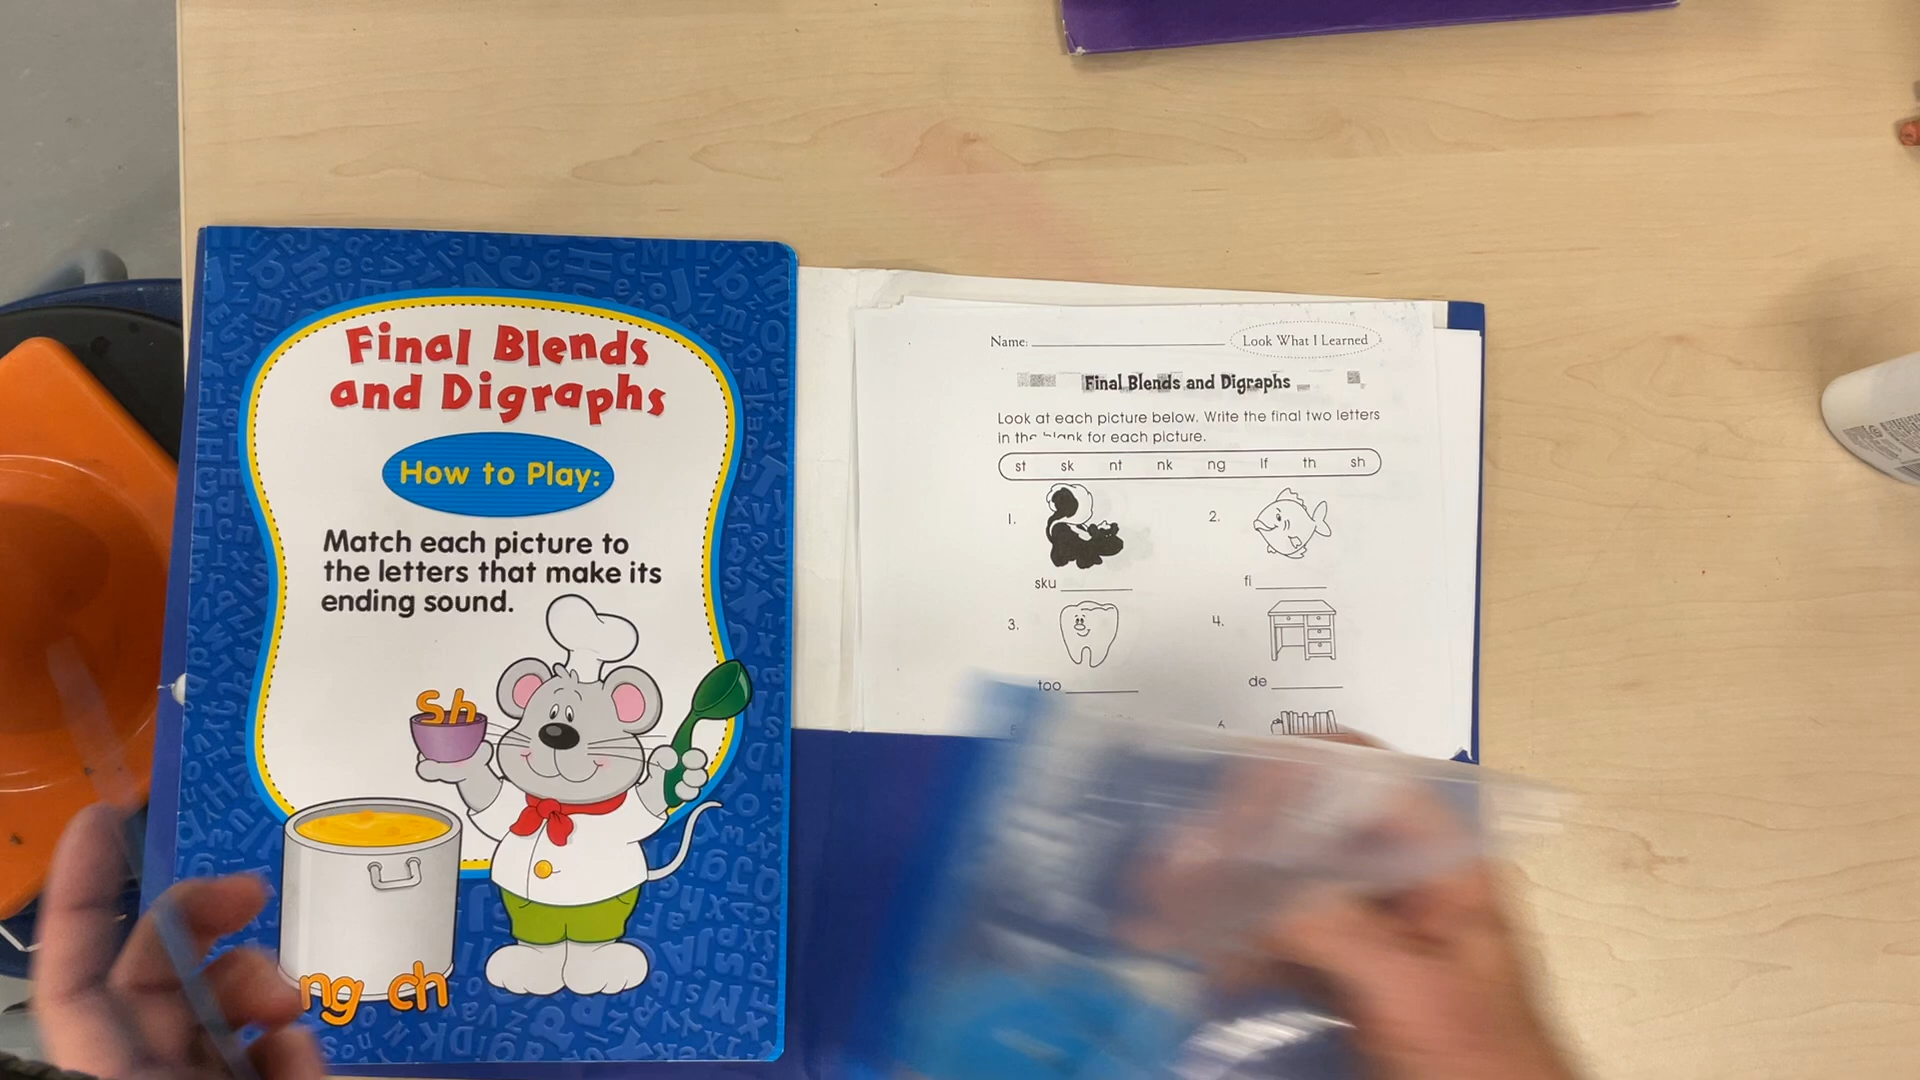 Final Blends
and Digraphs
How to Play:
Match each picture to
the letters that make its
ending sound.
sh
ng ch
Name:
Look What I Learned
Final Blends and Digraphs
Look at each picture below. Write the final two letters
in the blank for each picture.
st sk nt nk ng lf th sh
1.
2.
sku
fi
3.
4.
too
de